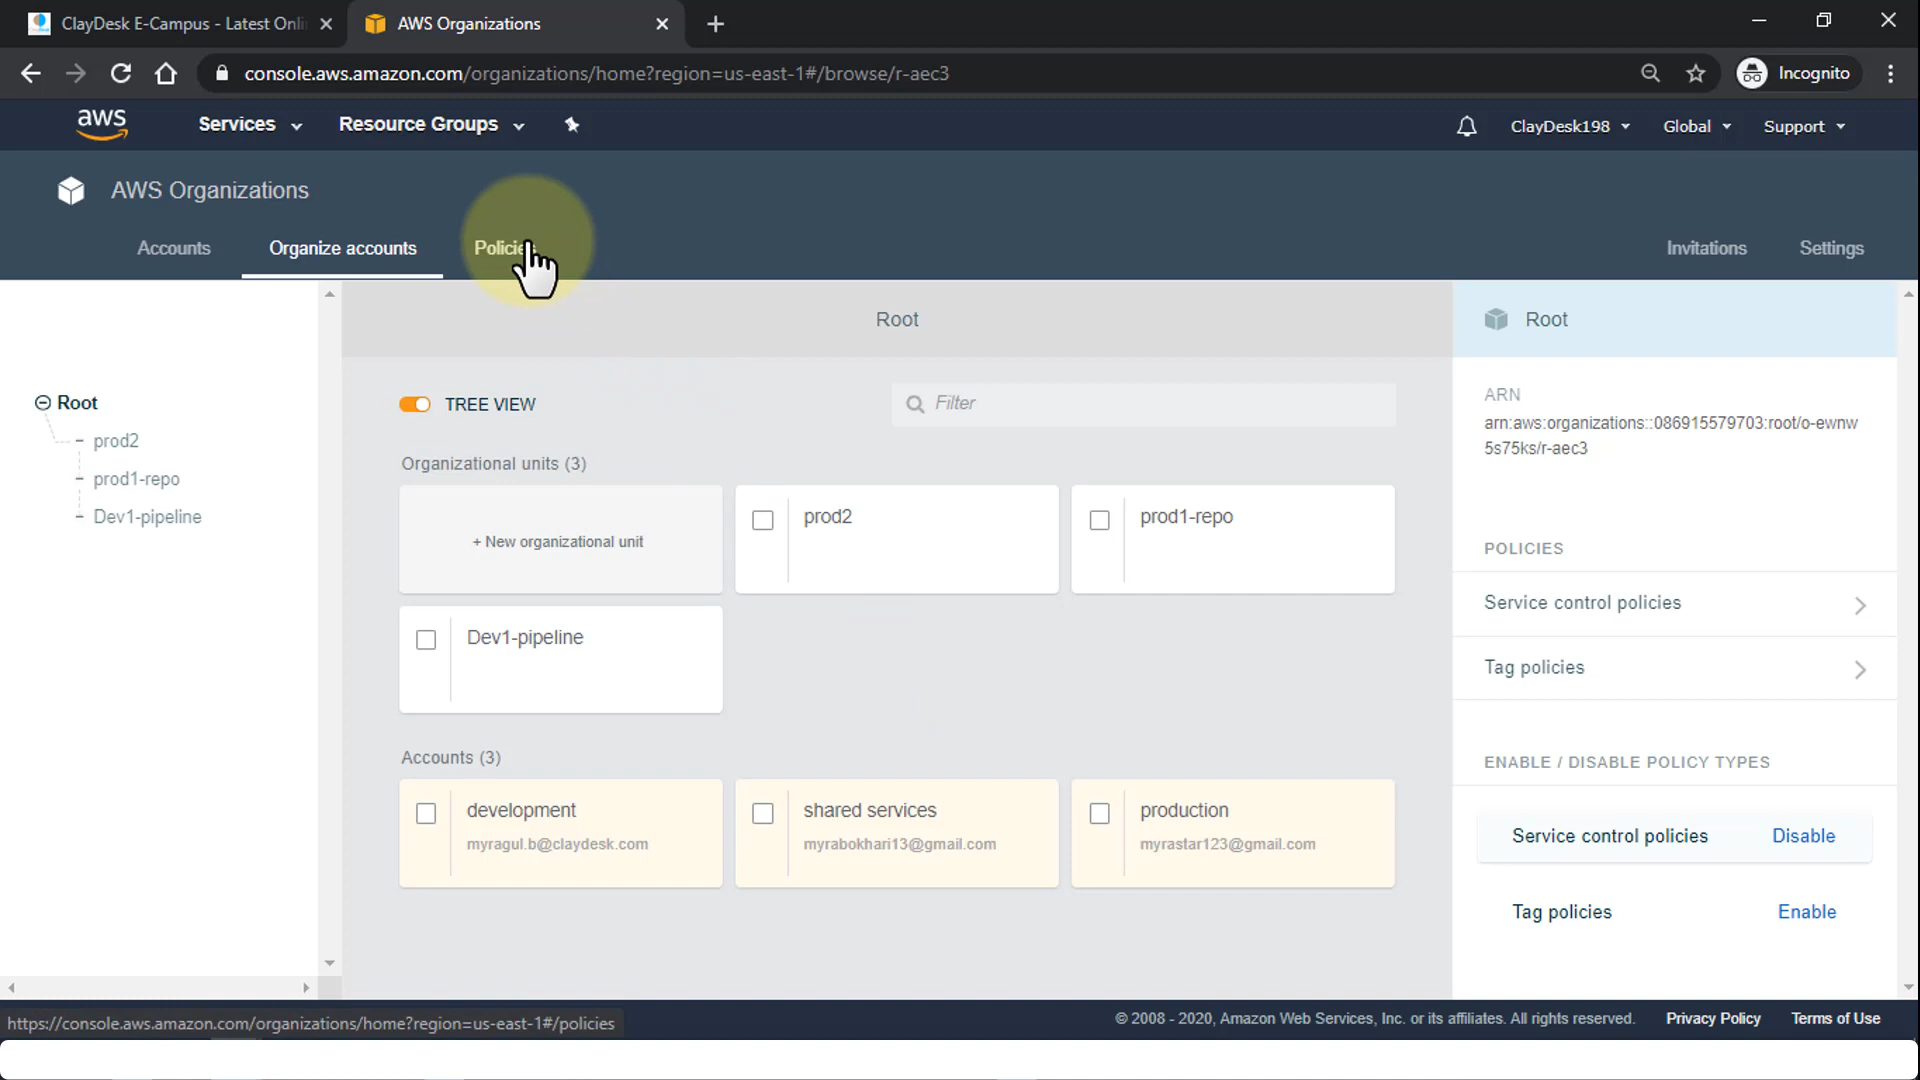 ClayDesk E-Campus - Latest Onli
AWS Organizations
console.aws.amazon.com/organizations/home?region=us-east-1#/browse/r-aec3
Incognito
aws
Services
Resource Groups
ClayDesk198
Global
Support
AWS Organizations
Accounts
Organize accounts
Policies
Invitations
Settings
Root
prod2
prod1-repo
Dev1-pipeline
Root
TREE VIEW
Filter
Organizational units (3)
+ New organizational unit
prod2
prod1-repo
Dev1-pipeline
Accounts (3)
development
myragul.b@claydesk.com
shared services
myrabokhari13@gmail.com
production
myrastar123@gmail.com
Root
ARN
arn:aws:organizations::086915579703:root/o-ewnw
5s75ks/r-aec3
POLICIES
Service control policies
Tag policies
ENABLE / DISABLE POLICY TYPES
Service control policies Disable
Tag policies Enable
https://console.aws.amazon.com/organizations/home?region=us-east-1#/policies
© 2008 - 2020, Amazon Web Services, Inc. or its affiliates. All rights reserved.
Privacy Policy
Terms of Use